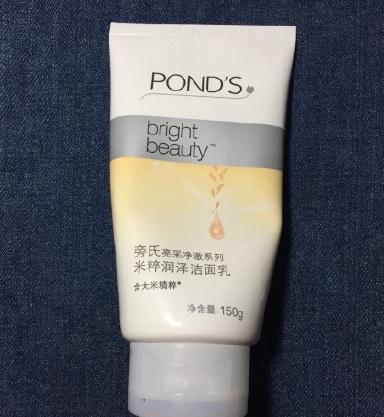 POND'S
bright
beauty™
旁氏亮采净澈系列
米粹润泽洁面乳
含大米精粹*
净含量:150g